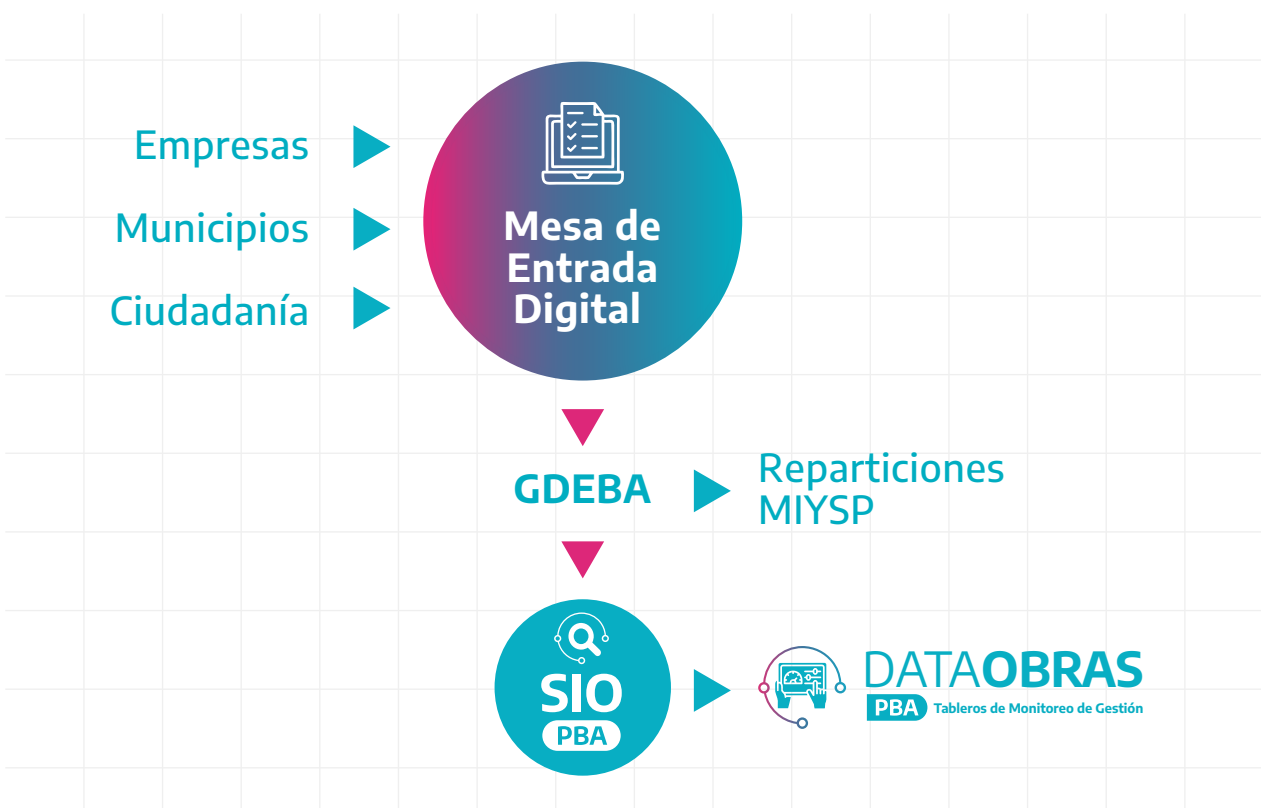 Empresas
Municipios
Ciudadanía
Mesa de
Entrada
Digital
GDEBA
Reparticiones
MIYSP
SIO
PBA
DATAOBRAS
PBA Tableros de Monitoreo de Gestión